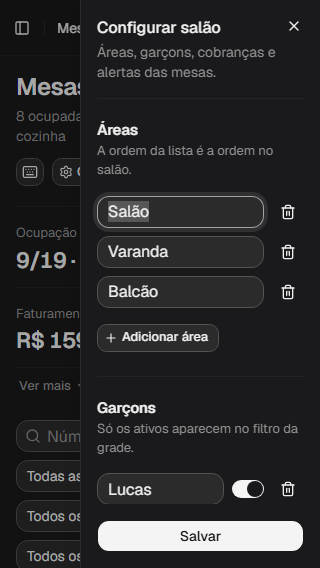 Configurar salão
Áreas, garçons, cobranças e
alertas das mesas.
Áreas
A ordem da lista é a ordem no
salão.
Salão
Varanda
Balcão
Adicionar área
Garçons
Só os ativos aparecem no filtro da
grade.
Lucas
Salvar
Mesas
8 ocupada
cozinha
Ocupação
9/19 ·
Faturamen
R$ 159
Ver mais
Núm
Todas as
Todos os
Todos os